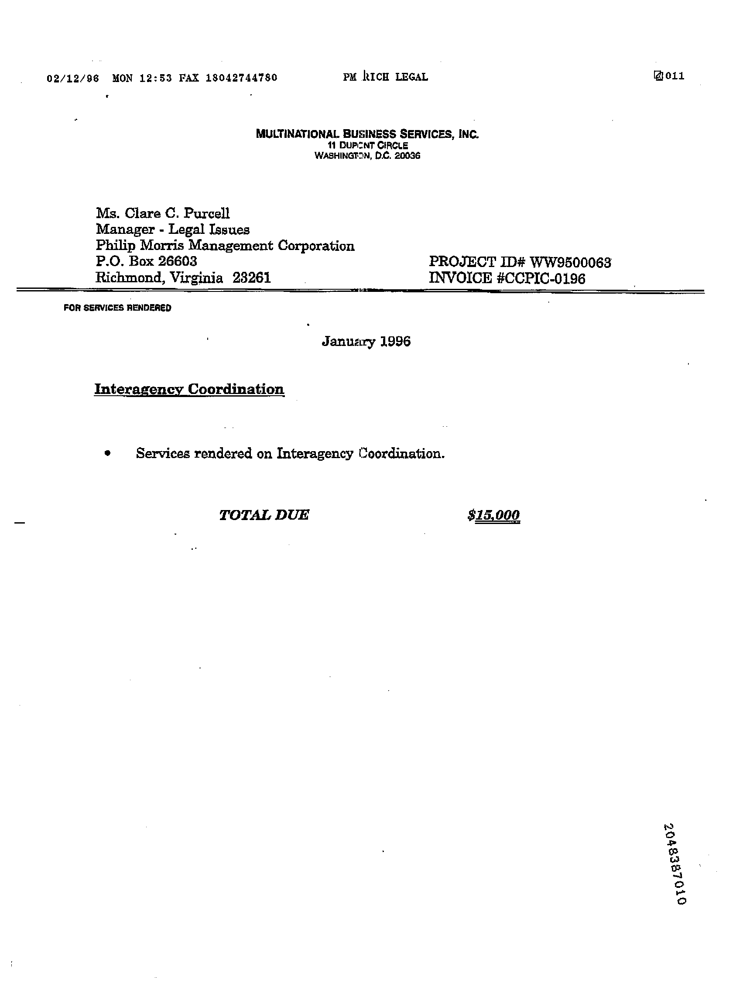 02/12/96 MON 12:53 FAX 18042744780 PM RICH LEGAL 011
MULTINATIONAL BUSINESS SERVICES, INC.
11 DUPONT CIRCLE
WASHINGTON, D.C. 20036
Ms. Clare C. Purcell
Manager - Legal Issues
Philip Morris Management Corporation
P.O. Box 26603 PROJECT ID# WW9500063
Richmond, Virginia 23261 INVOICE #CCPIC-0196
FOR SERVICES RENDERED
January 1996
Interagency Coordination
• Services rendered on Interagency Coordination.
TOTAL DUE $15,000
2048387010